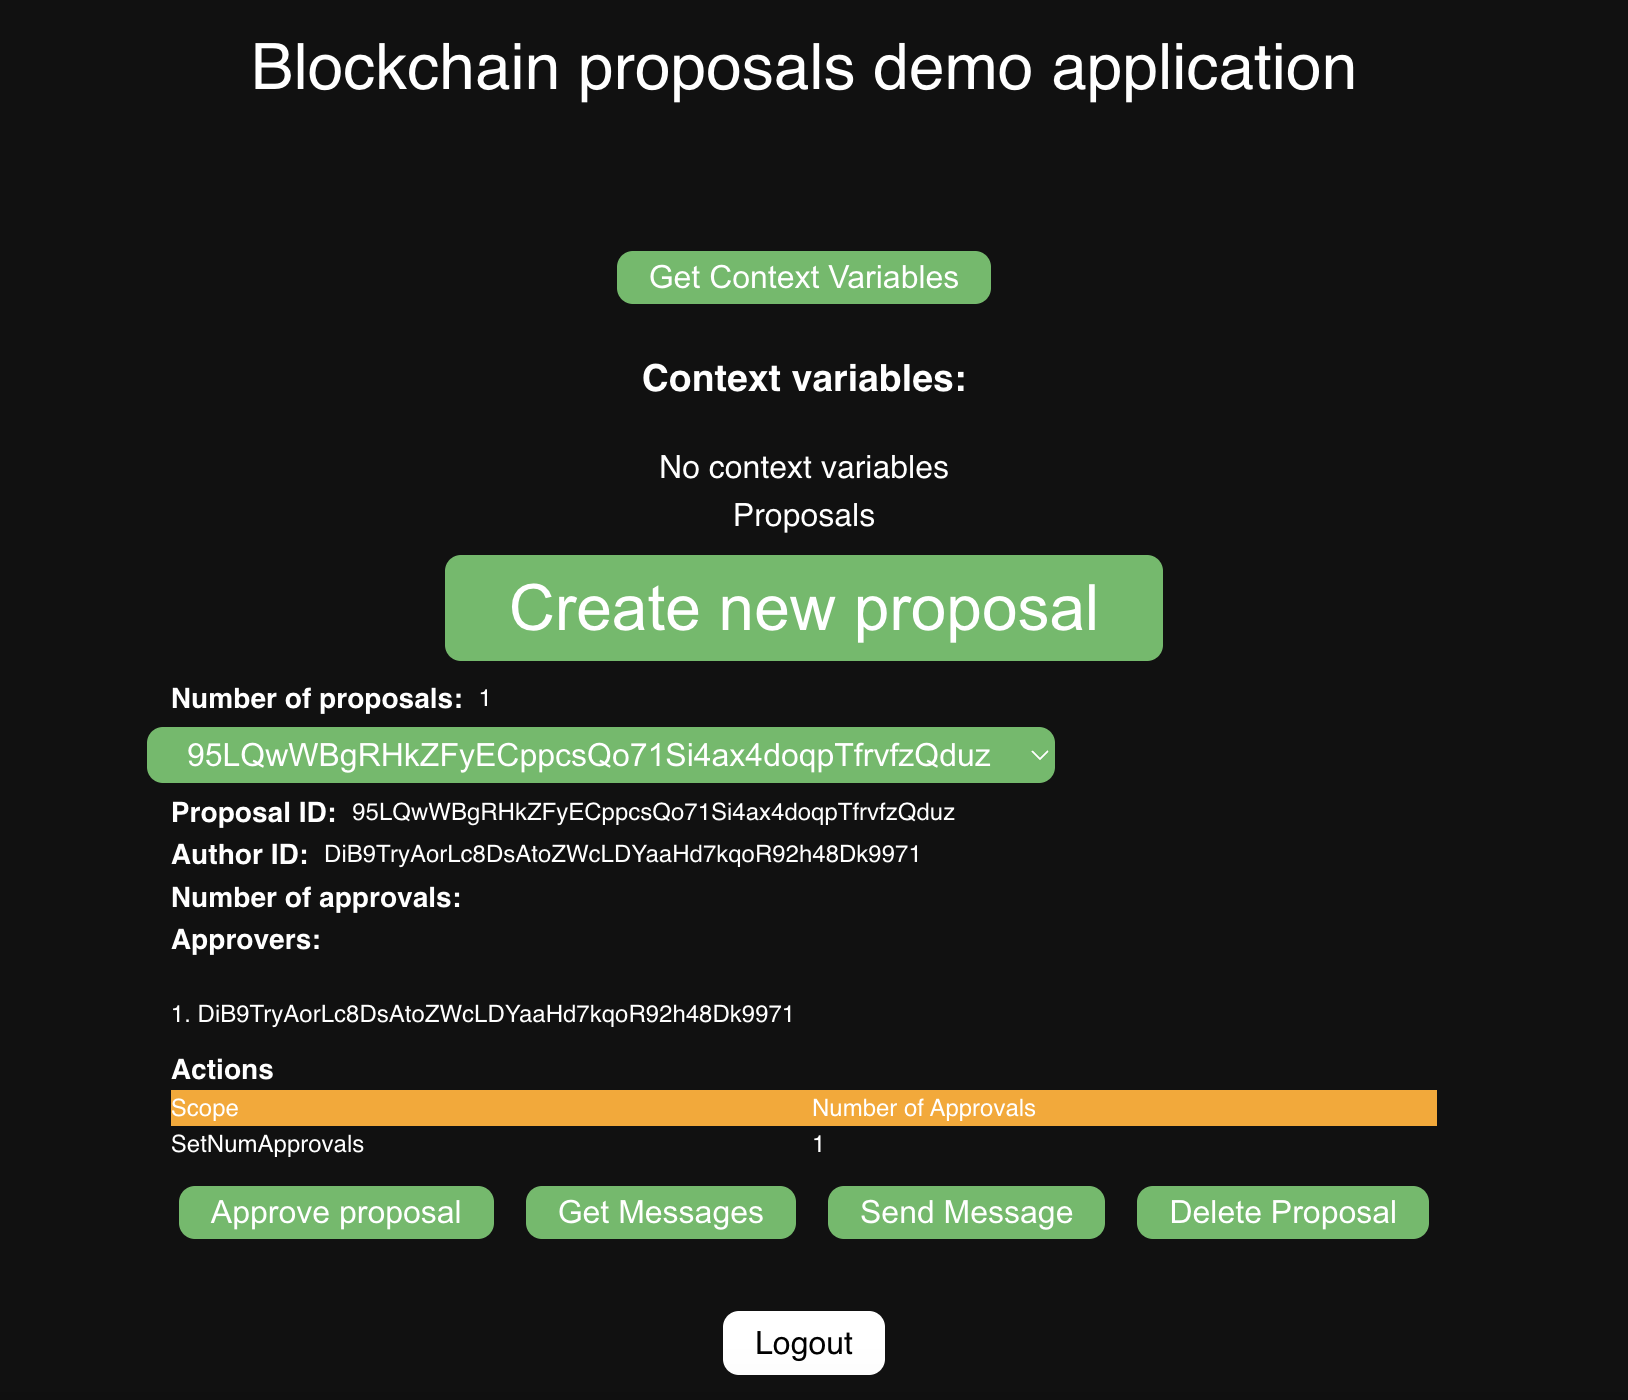 Blockchain proposals demo application
Get Context Variables
Context variables:
No context variables
Proposals
Create new proposal
Number of proposals: 1
95LQwWBgRHkZFyECppcsQo71Si4ax4doqpTfrvfzQduz
Proposal ID: 95LQwWBgRHkZFyECppcsQo71Si4ax4doqpTfrvfzQduz
Author ID: DiB9TryAorLc8DsAtoZWcLDYaaHd7kqoR92h48Dk9971
Number of approvals:
Approvers:
1. DiB9TryAorLc8DsAtoZWcLDYaaHd7kqoR92h48Dk9971
Actions
Scope Number of Approvals
SetNumApprovals 1
Approve proposal Get Messages Send Message Delete Proposal
Logout